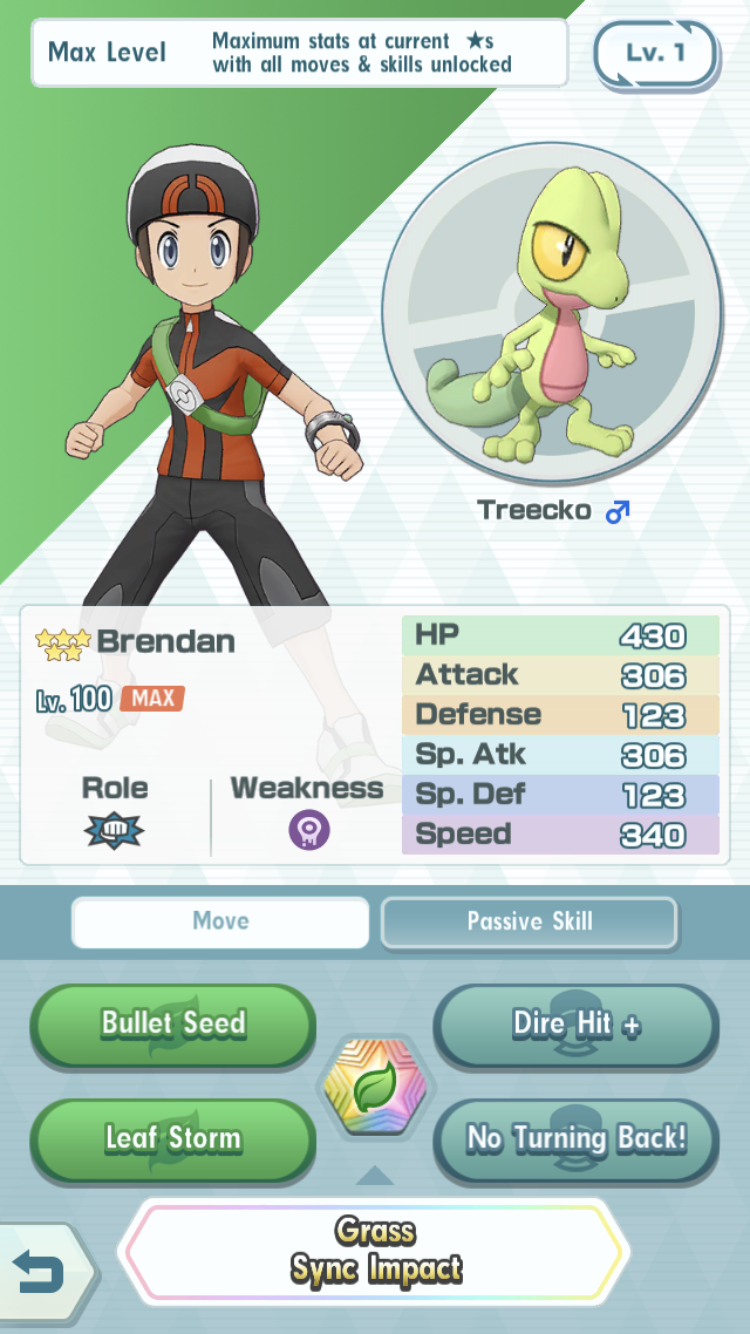 Max Level
Maximum stats at current ★s
with all moves & skills unlocked
Lv. 1
Treecko ♂
Brendan
Lv. 100 MAX
Role
Weakness
HP 430
Attack 306
Defense 123
Sp. Atk 306
Sp. Def 123
Speed 340
Move
Passive Skill
Bullet Seed
Dire Hit +
Leaf Storm
No Turning Back!
Grass
Sync Impact